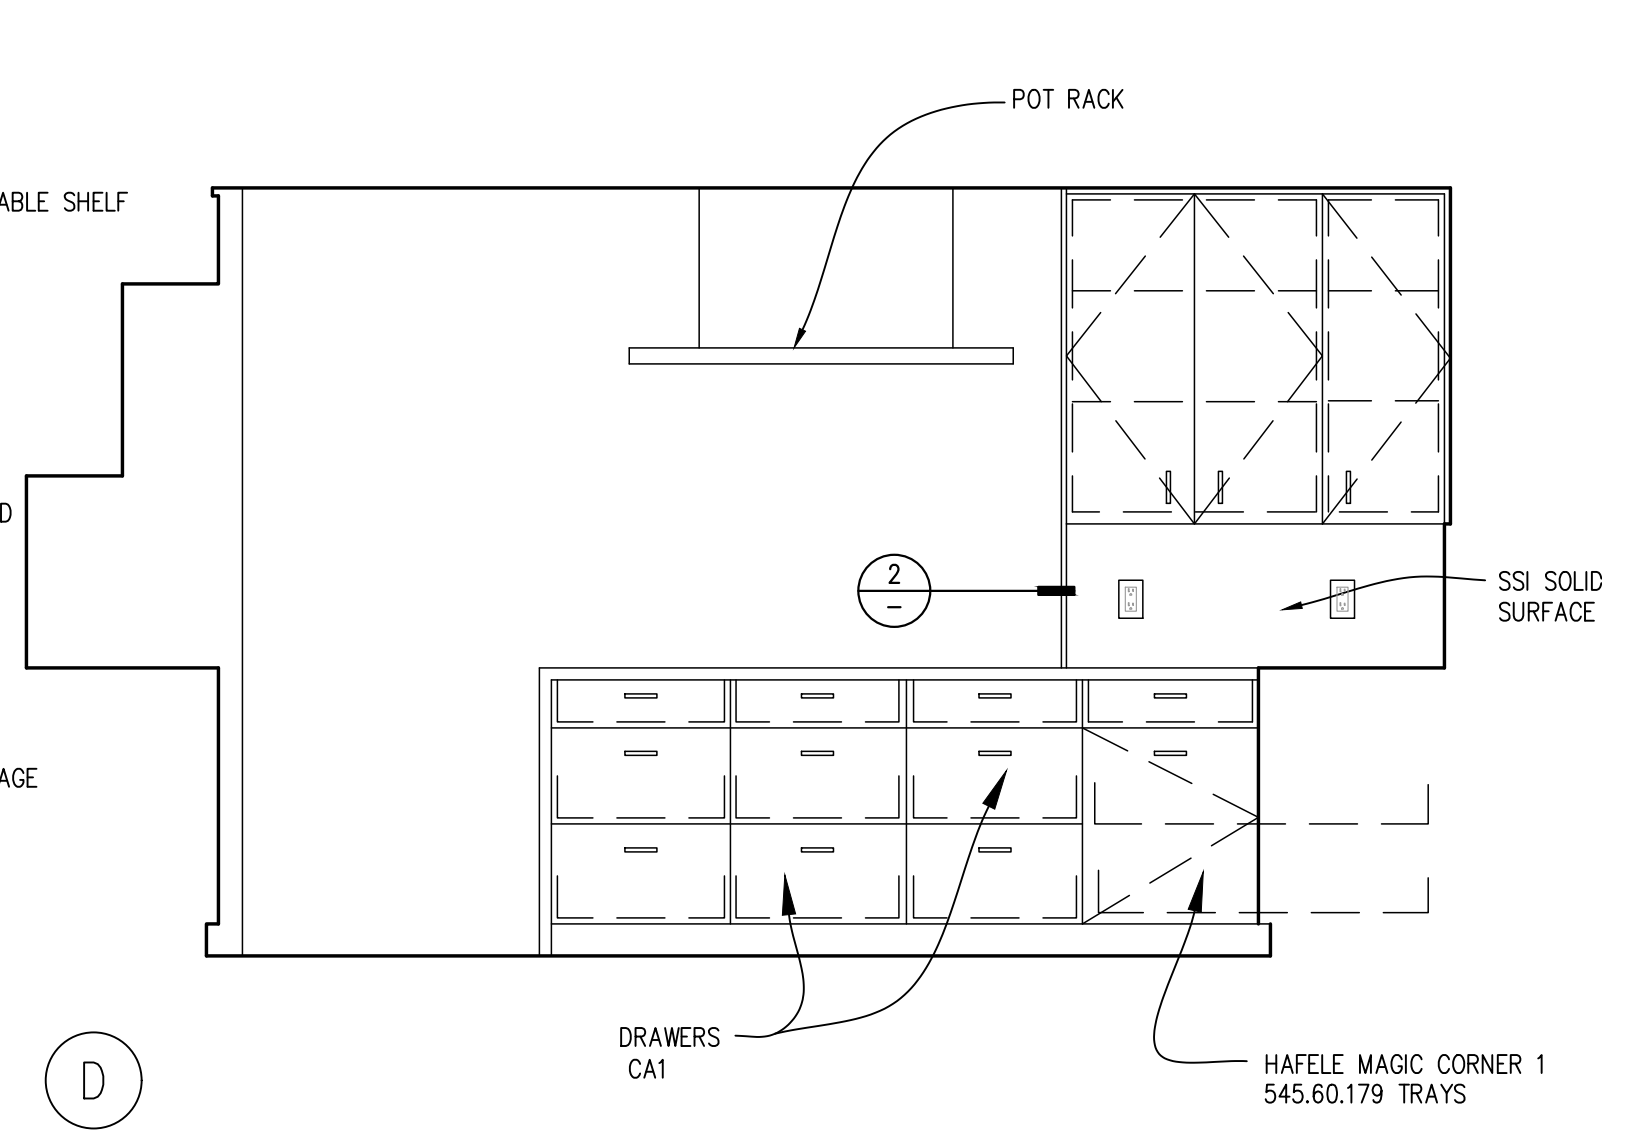 POT RACK
ABLE SHELF
D
2
–
SSI SOLID
SURFACE
AGE
DRAWERS
CA1
HAFELE MAGIC CORNER 1
545.60.179 TRAYS
D